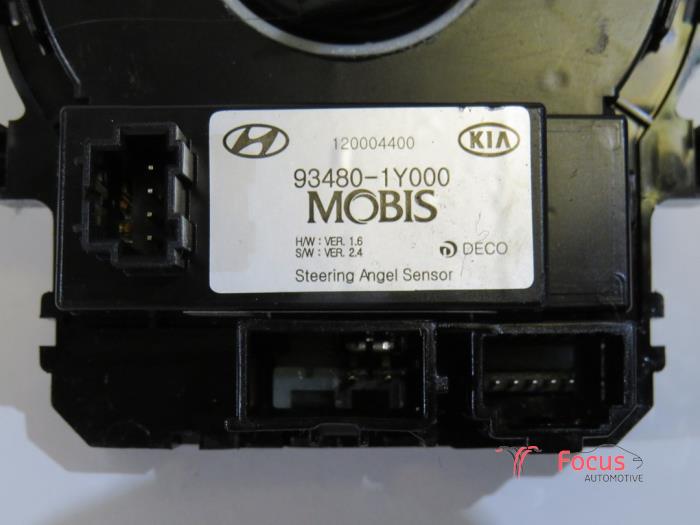 120004400
KIA
93480-1Y000
MOBIS
H/W : VER. 1.6
S/W : VER. 2.4
DECO
Steering Angel Sensor
Focus
AUTOMOTIVE